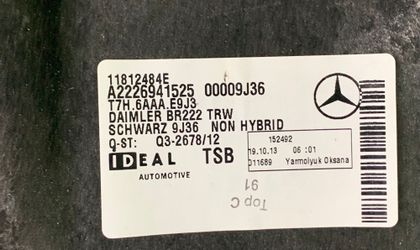 11812484E
A2226941525 00009J36
T7H.6AAA.E9J3
DAIMLER BR222 TRW
SCHWARZ 9J36 NON HYBRID
Q-ST: Q3-2678/12
IDEAL TSB
AUTOMOTIVE
152492
19.10.13 06:01
011689 Yarmolyuk Oksana
Top C
91